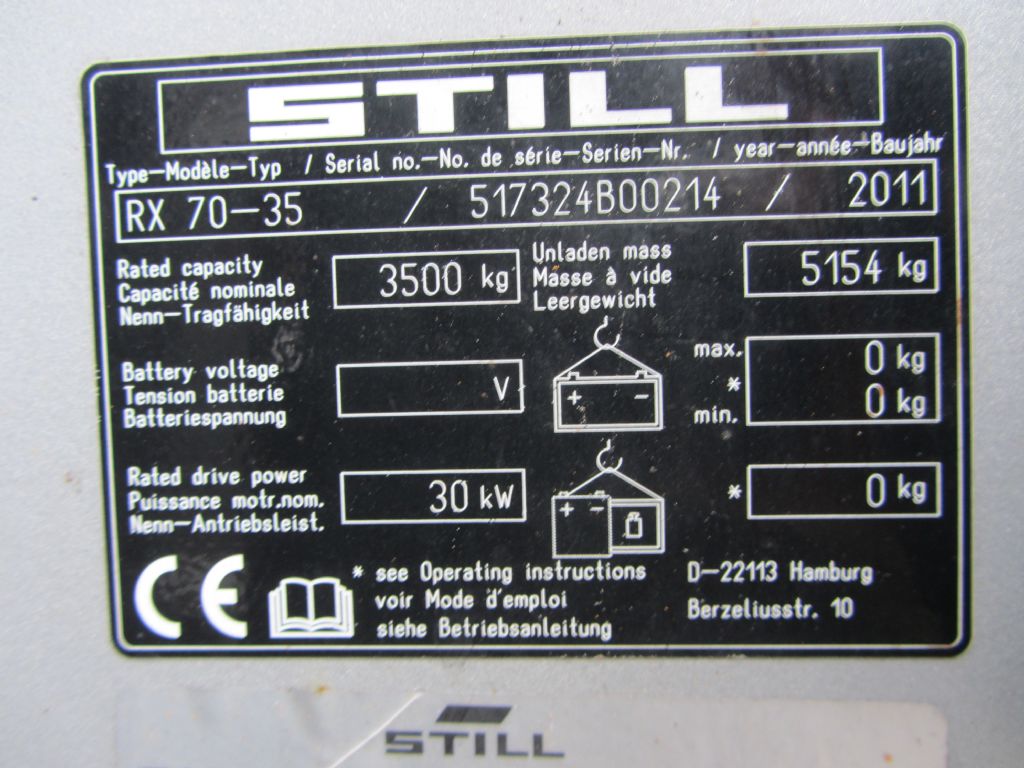 STILL
Type-Modèle-Typ / Serial no.-No. de série-Serien-Nr. / year-année-Baujahr
RX 70-35 / 517324B00214 / 2011
Rated capacity
Capacité nominale
Nenn-Tragfähigkeit
3500 kg
Unladen mass
Masse à vide
Leergewicht
5154 kg
Battery voltage
Tension batterie
Batteriespannung
V
+ -
max. 0 kg
*
min. 0 kg
Rated drive power
Puissance motr.nom.
Nenn-Antriebsleist.
30 kW
+ -
* 0 kg
CE
* see Operating instructions
voir Mode d'emploi
siehe Betriebsanleitung
D-22113 Hamburg
Berzeliusstr. 10
STILL